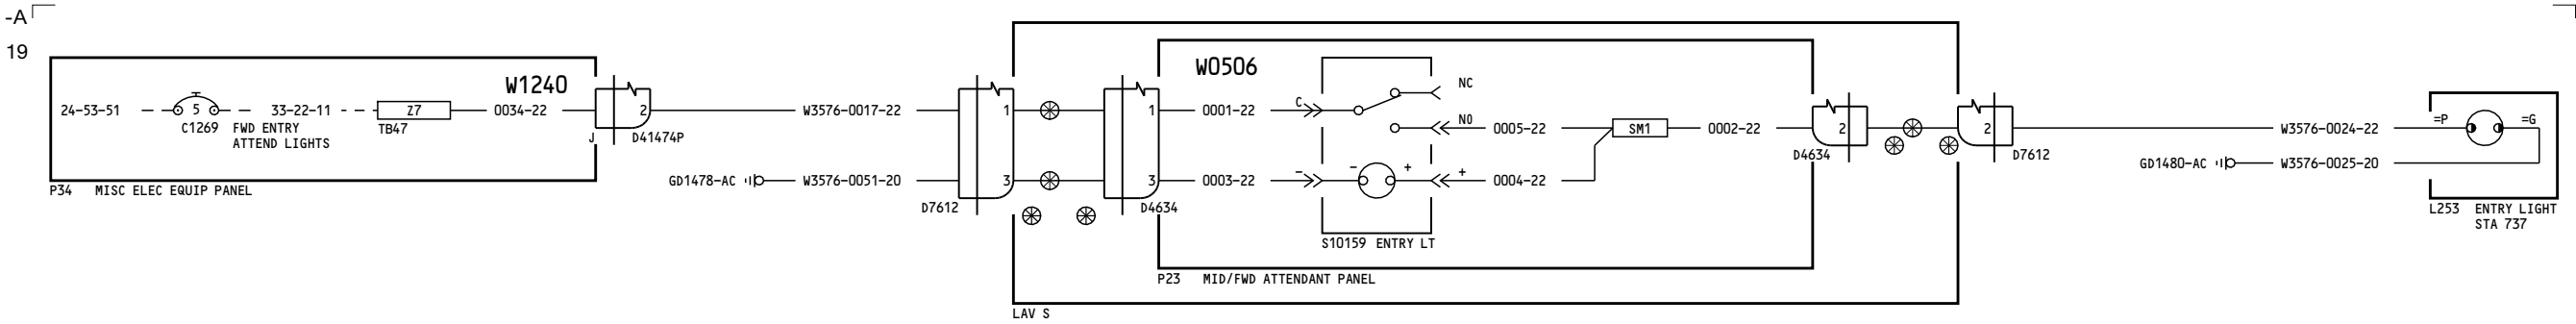 -A
19
W1240
24-53-51
5
33-22-11
Z7
0034-22
2
C1269
FWD ENTRY
ATTEND LIGHTS
TB47
J
D41474P
P34 MISC ELEC EQUIP PANEL
W3576-0017-22
GD1478-AC
W3576-0051-20
1
3
D7612
1
3
D4634
W0506
0001-22
C
NC
NO
0005-22
SM1
0002-22
0003-22
-
-
+
+
0004-22
S10159 ENTRY LT
P23 MID/FWD ATTENDANT PANEL
LAV S
2
D4634
2
D7612
W3576-0024-22
GD1480-AC
W3576-0025-20
=P
=G
L253 ENTRY LIGHT
STA 737